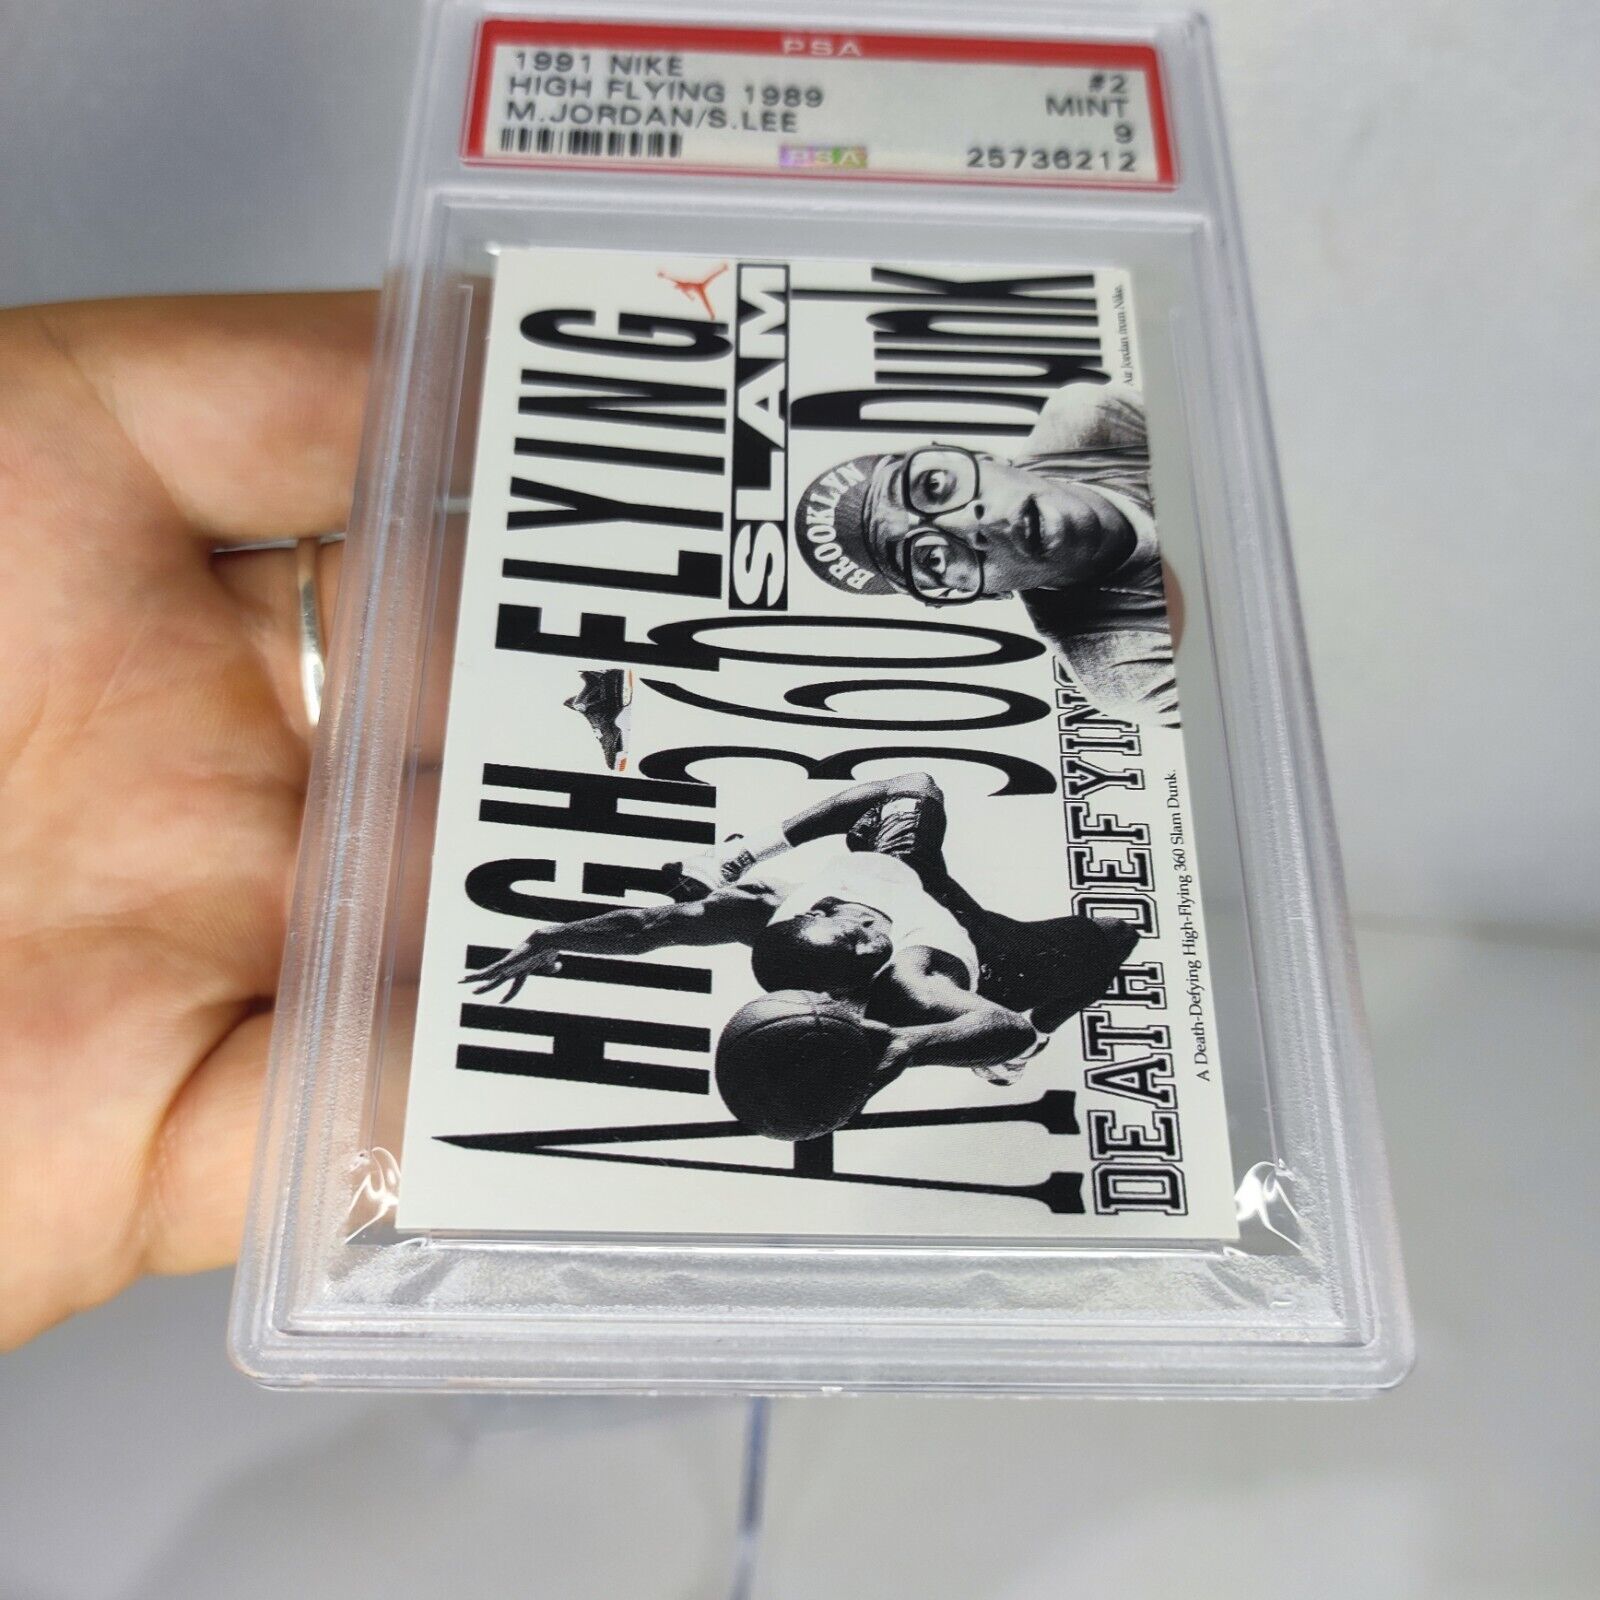 PSA
1991 NIKE #2
HIGH FLYING 1989 MINT
M.JORDAN/S.LEE 9
PSA 25736212
A HIGH FLYING
360 SLAM
Dunk
BROOKLYN
DEATH DEFYING
A Death-Defying High-Flying 360 Slam Dunk.
Air Jordan from Nike.